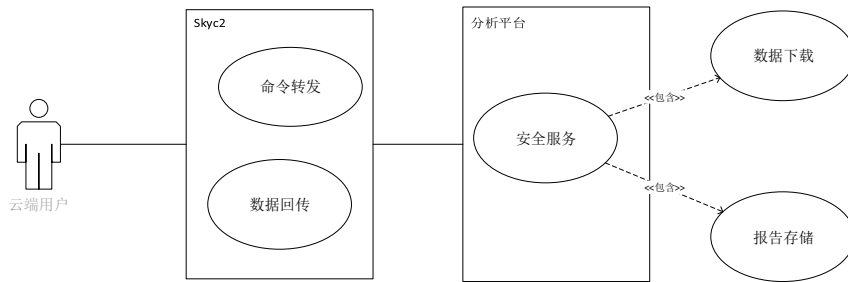 Skyc2
命令转发
数据回传
云端用户
分析平台
安全服务
<<包含>>
<<包含>>
数据下载
报告存储